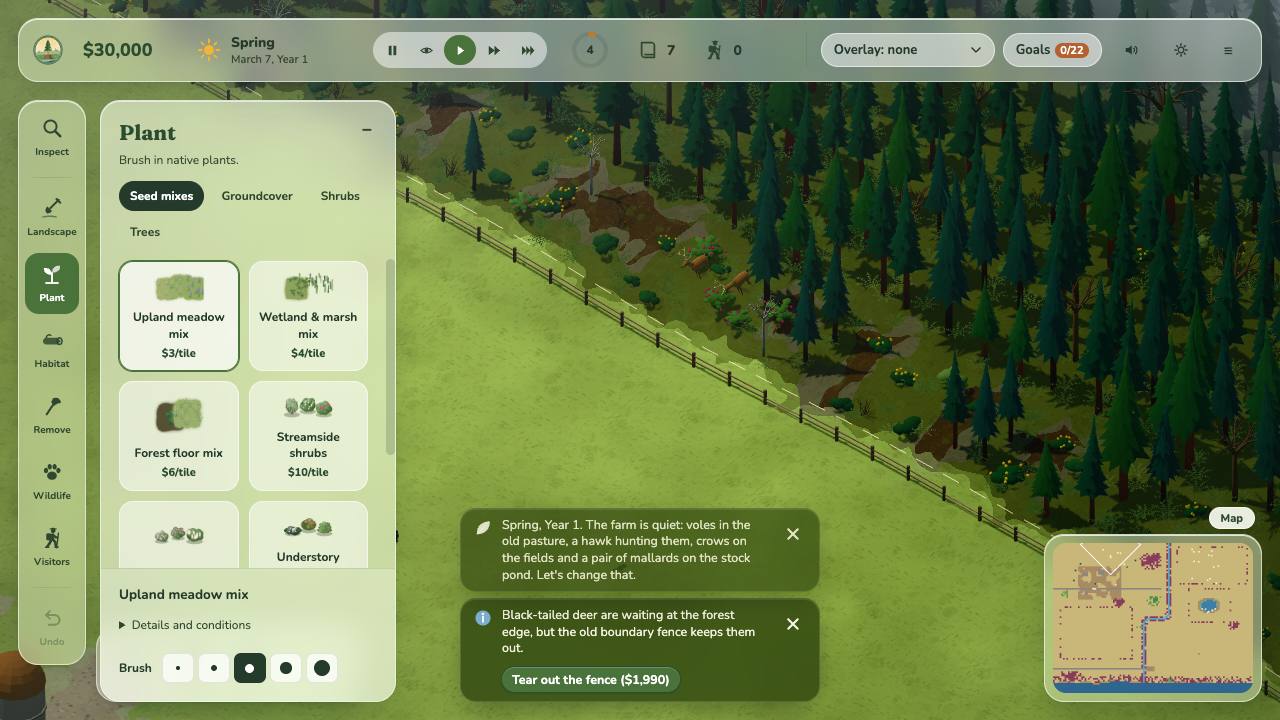 $30,000
Spring
March 7, Year 1
4
7
0
Overlay: none
Goals 0/22
Inspect
Landscape
Plant
Habitat
Remove
Wildlife
Visitors
Undo
Plant
Brush in native plants.
Seed mixes
Groundcover
Shrubs
Trees
Upland meadow
mix
$3/tile
Wetland & marsh
mix
$4/tile
Forest floor mix
$6/tile
Streamside
shrubs
$10/tile
Understory
Upland meadow mix
Details and conditions
Brush
Spring, Year 1. The farm is quiet: voles in the
old pasture, a hawk hunting them, crows on
the fields and a pair of mallards on the stock
pond. Let's change that.
Black-tailed deer are waiting at the forest
edge, but the old boundary fence keeps them
out.
Tear out the fence ($1,990)
Map